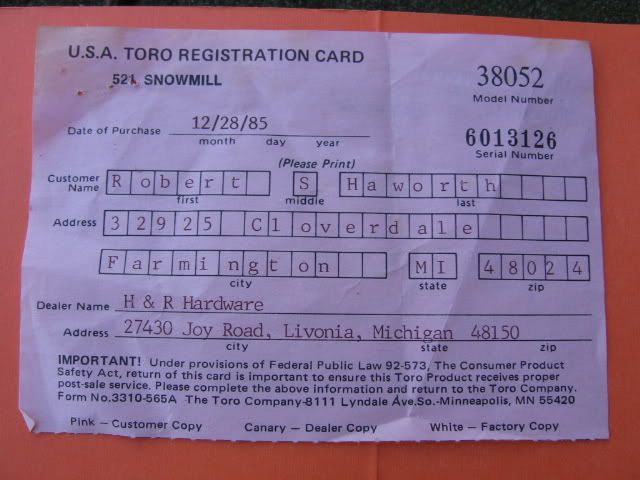 U.S.A. TORO REGISTRATION CARD
521 SNOWMILL
38052
Model Number
Date of Purchase 12/28/85
month day year
6013126
Serial Number
(Please Print)
Customer Name Robert S Haworth
first middle last
Address 32925 Cloverdale
Farmington MI 48024
city state zip
Dealer Name H & R Hardware
Address 27430 Joy Road, Livonia, Michigan 48150
city state zip
IMPORTANT! Under provisions of Federal Public Law 92-573, The Consumer Product
Safety Act, return of this card is important to ensure this Toro Product receives proper
post-sale service. Please complete the above information and return to the Toro Company.
Form No.3310-565A The Toro Company-8111 Lyndale Ave.So.-Minneapolis, MN 55420
Pink — Customer Copy Canary — Dealer Copy White — Factory Copy